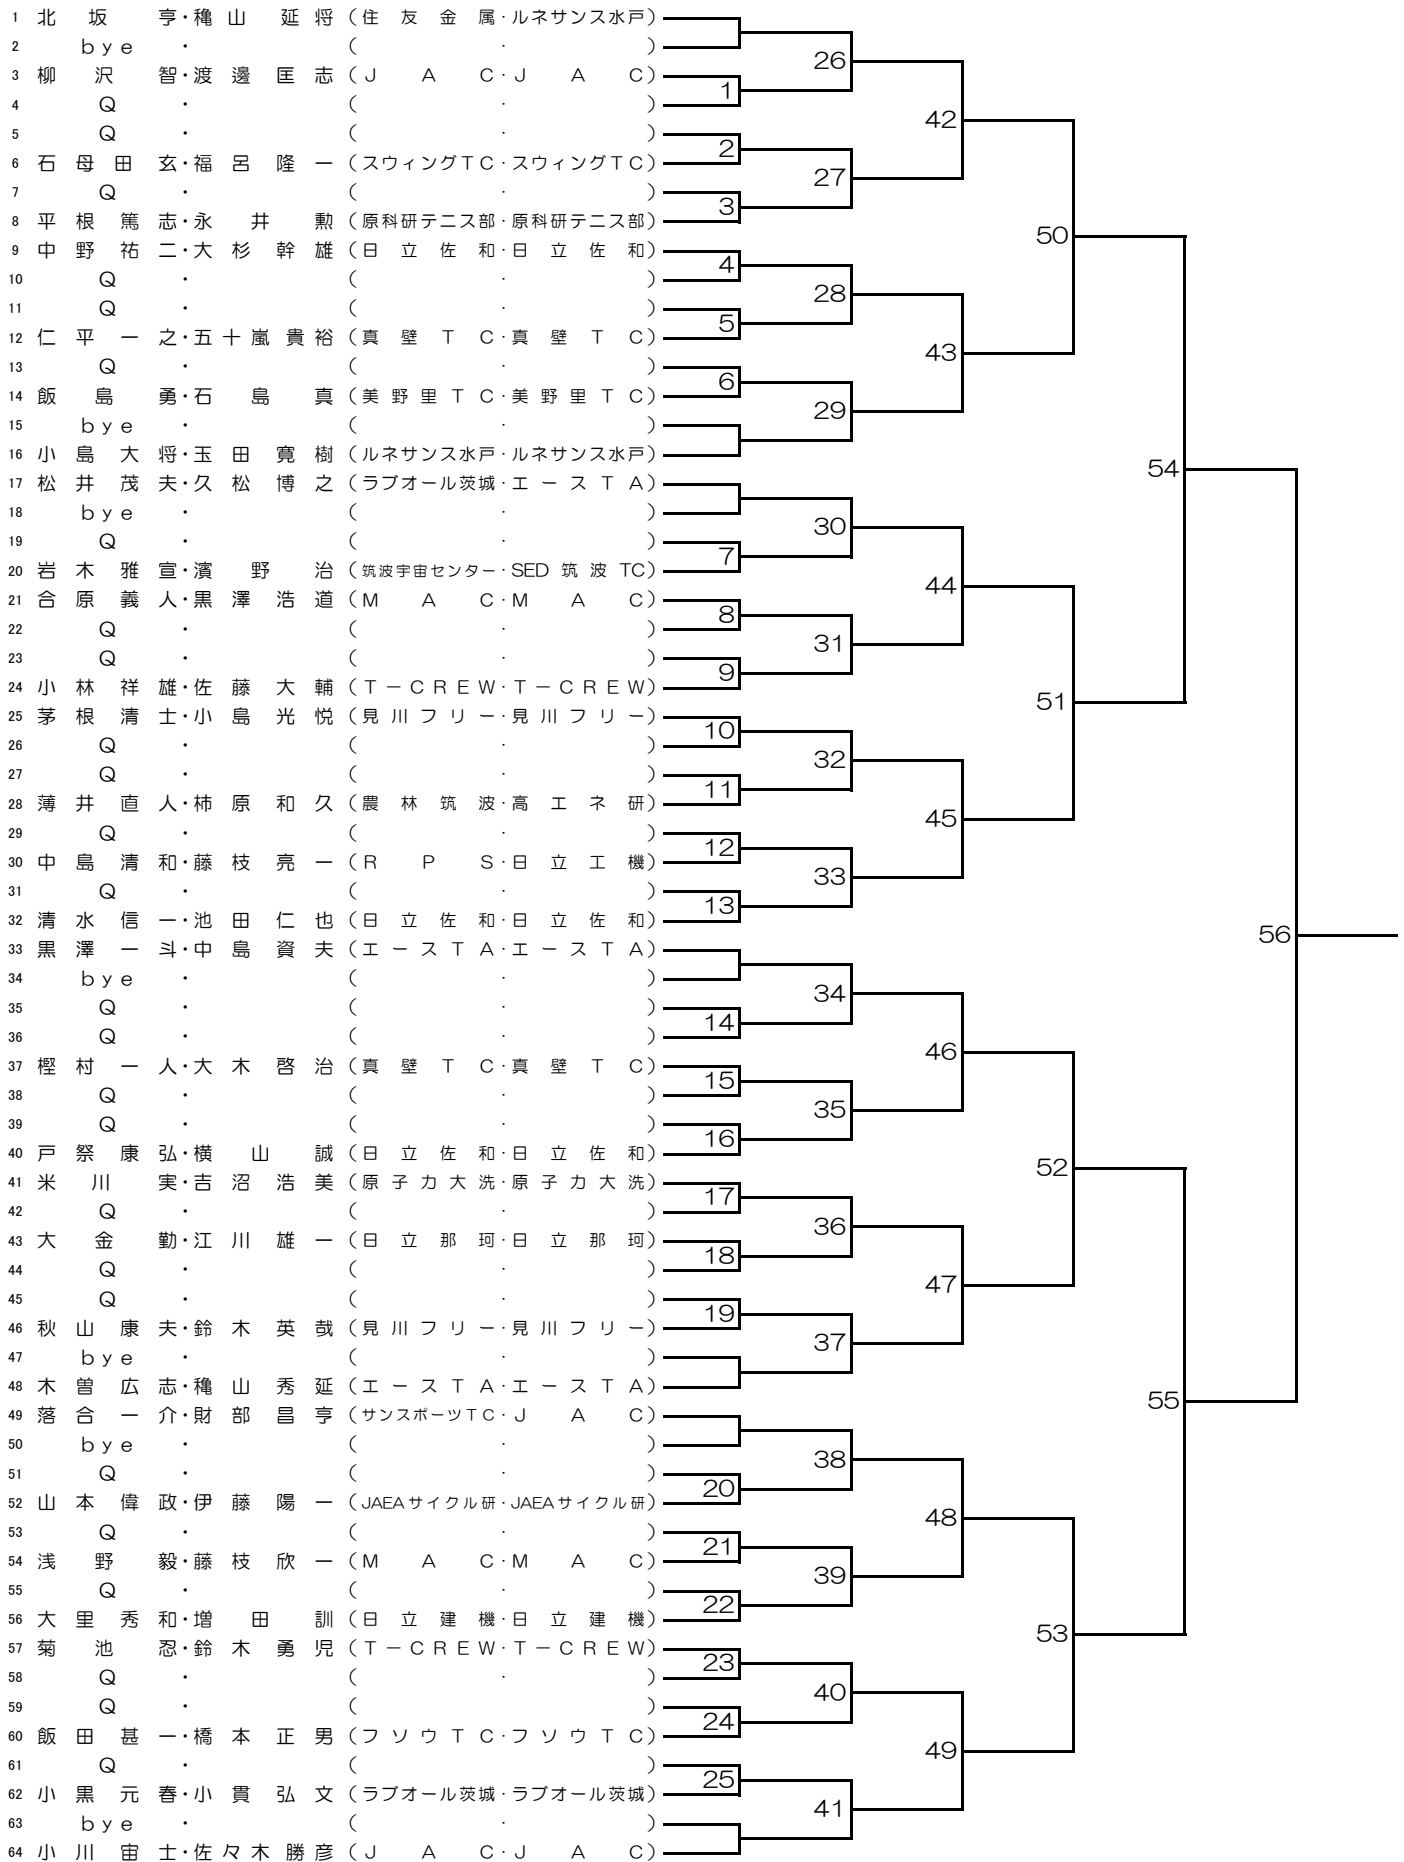 1 北坂亨・穐山延将（住友金属・ルネサンス水戸）
2 bye ・ （ ・ ）
26
3 柳沢智・渡邊匡志（JAC・JAC）
1
4 Q ・ （ ・ ）
42
5 Q ・ （ ・ ）
2
6 石母田玄・福呂隆一（スウィングTC・スウィングTC）
27
7 Q ・ （ ・ ）
3
8 平根篤志・永井勲（原科研テニス部・原科研テニス部）
50
9 中野祐二・大杉幹雄（日立佐和・日立佐和）
4
10 Q ・ （ ・ ）
28
11 Q ・ （ ・ ）
5
12 仁平一之・五十嵐貴裕（真壁TC・真壁TC）
43
13 Q ・ （ ・ ）
6
14 飯島勇・石島真（美野里TC・美野里TC）
29
15 bye ・ （ ・ ）
16 小島大将・玉田寛樹（ルネサンス水戸・ルネサンス水戸）
54
17 松井茂夫・久松博之（ラブオール茨城・エースTA）
18 bye ・ （ ・ ）
30
19 Q ・ （ ・ ）
7
20 岩木雅宣・濱野治（筑波宇宙センター・SED筑波TC）
44
21 合原義人・黒澤浩道（MAC・MAC）
8
22 Q ・ （ ・ ）
31
23 Q ・ （ ・ ）
9
24 小林祥雄・佐藤大輔（T－CREW・T－CREW）
51
25 茅根清士・小島光悦（見川フリー・見川フリー）
10
26 Q ・ （ ・ ）
32
27 Q ・ （ ・ ）
11
28 薄井直人・柿原和久（農林筑波・高エネ研）
45
29 Q ・ （ ・ ）
12
30 中島清和・藤枝亮一（RPS・日立工機）
33
31 Q ・ （ ・ ）
13
32 清水信一・池田仁也（日立佐和・日立佐和）
56
33 黒澤一斗・中島資夫（エースTA・エースTA）
34 bye ・ （ ・ ）
34
35 Q ・ （ ・ ）
14
36 Q ・ （ ・ ）
46
37 樫村一人・大木啓治（真壁TC・真壁TC）
15
38 Q ・ （ ・ ）
35
39 Q ・ （ ・ ）
16
40 戸祭康弘・横山誠（日立佐和・日立佐和）
52
41 米川実・吉沼浩美（原子力大洗・原子力大洗）
17
42 Q ・ （ ・ ）
36
43 大金勤・江川雄一（日立那珂・日立那珂）
18
44 Q ・ （ ・ ）
47
45 Q ・ （ ・ ）
19
46 秋山康夫・鈴木英哉（見川フリー・見川フリー）
37
47 bye ・ （ ・ ）
48 木曽広志・穐山秀延（エースTA・エースTA）
55
49 落合一介・財部昌亨（サンスポーツTC・JAC）
50 bye ・ （ ・ ）
38
51 Q ・ （ ・ ）
20
52 山本偉政・伊藤陽一（JAEAサイクル研・JAEAサイクル研）
48
53 Q ・ （ ・ ）
21
54 浅野毅・藤枝欣一（MAC・MAC）
39
55 Q ・ （ ・ ）
22
56 大里秀和・増田訓（日立建機・日立建機）
53
57 菊池忍・鈴木勇児（T－CREW・T－CREW）
23
58 Q ・ （ ・ ）
40
59 Q ・ （ ・ ）
24
60 飯田甚一・橋本正男（フソウTC・フソウTC）
49
61 Q ・ （ ・ ）
25
62 小黒元春・小貫弘文（ラブオール茨城・ラブオール茨城）
41
63 bye ・ （ ・ ）
64 小川宙士・佐々木勝彦（JAC・JAC）